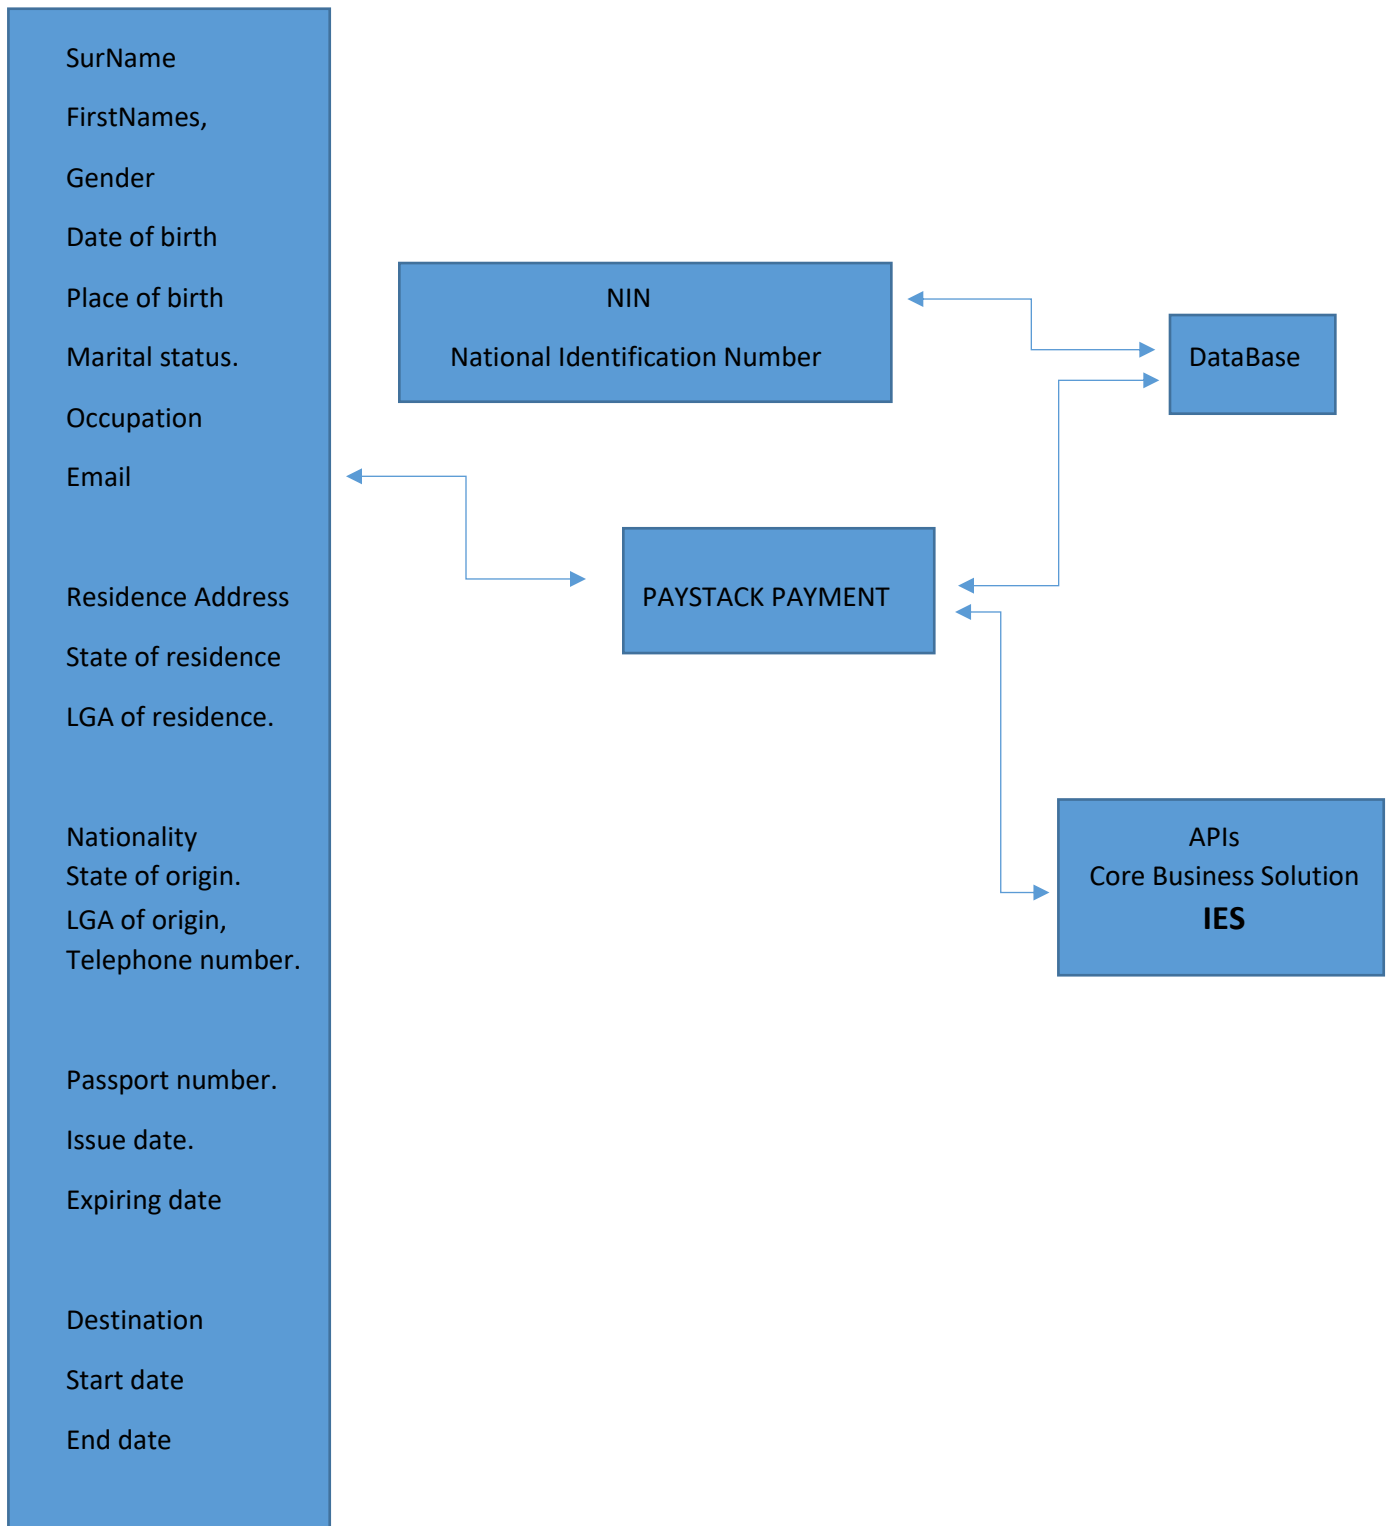 SurName
FirstNames,
Gender
Date of birth
Place of birth
Marital status.
Occupation
Email
Residence Address
State of residence
LGA of residence.
Nationality
State of origin.
LGA of origin,
Telephone number.
Passport number.
Issue date.
Expiring date
Destination
Start date
End date
NIN
National Identification Number
DataBase
PAYSTACK PAYMENT
APIs
Core Business Solution
IES